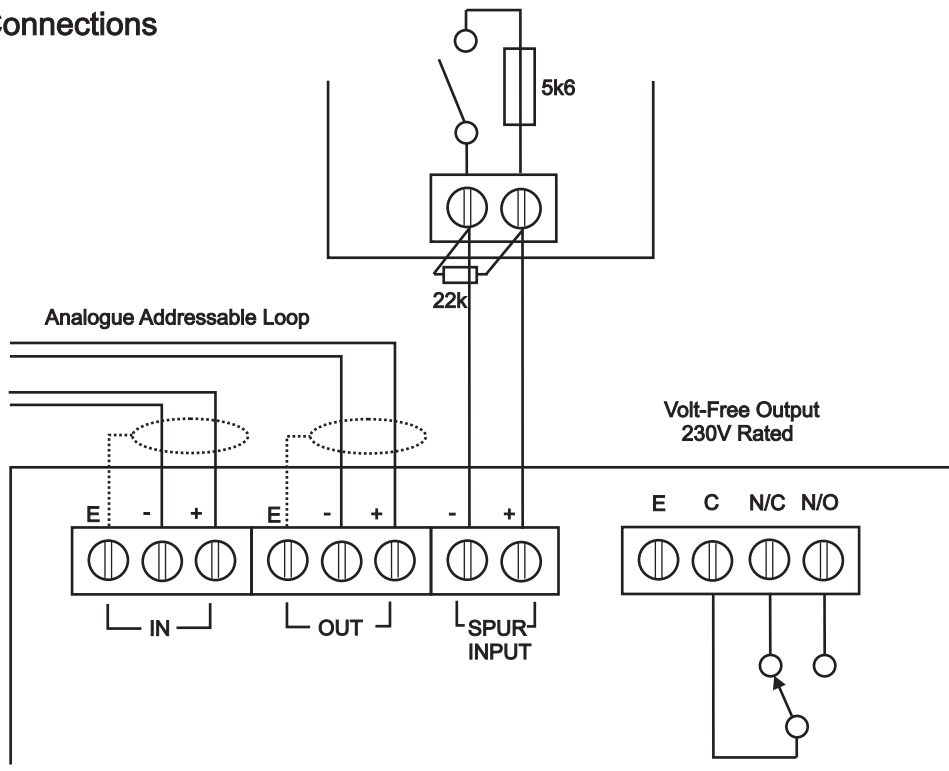 Connections
5k6
22k
Analogue Addressable Loop
Volt-Free Output
230V Rated
E - + E - + - +
E C N/C N/O
IN OUT SPUR
INPUT